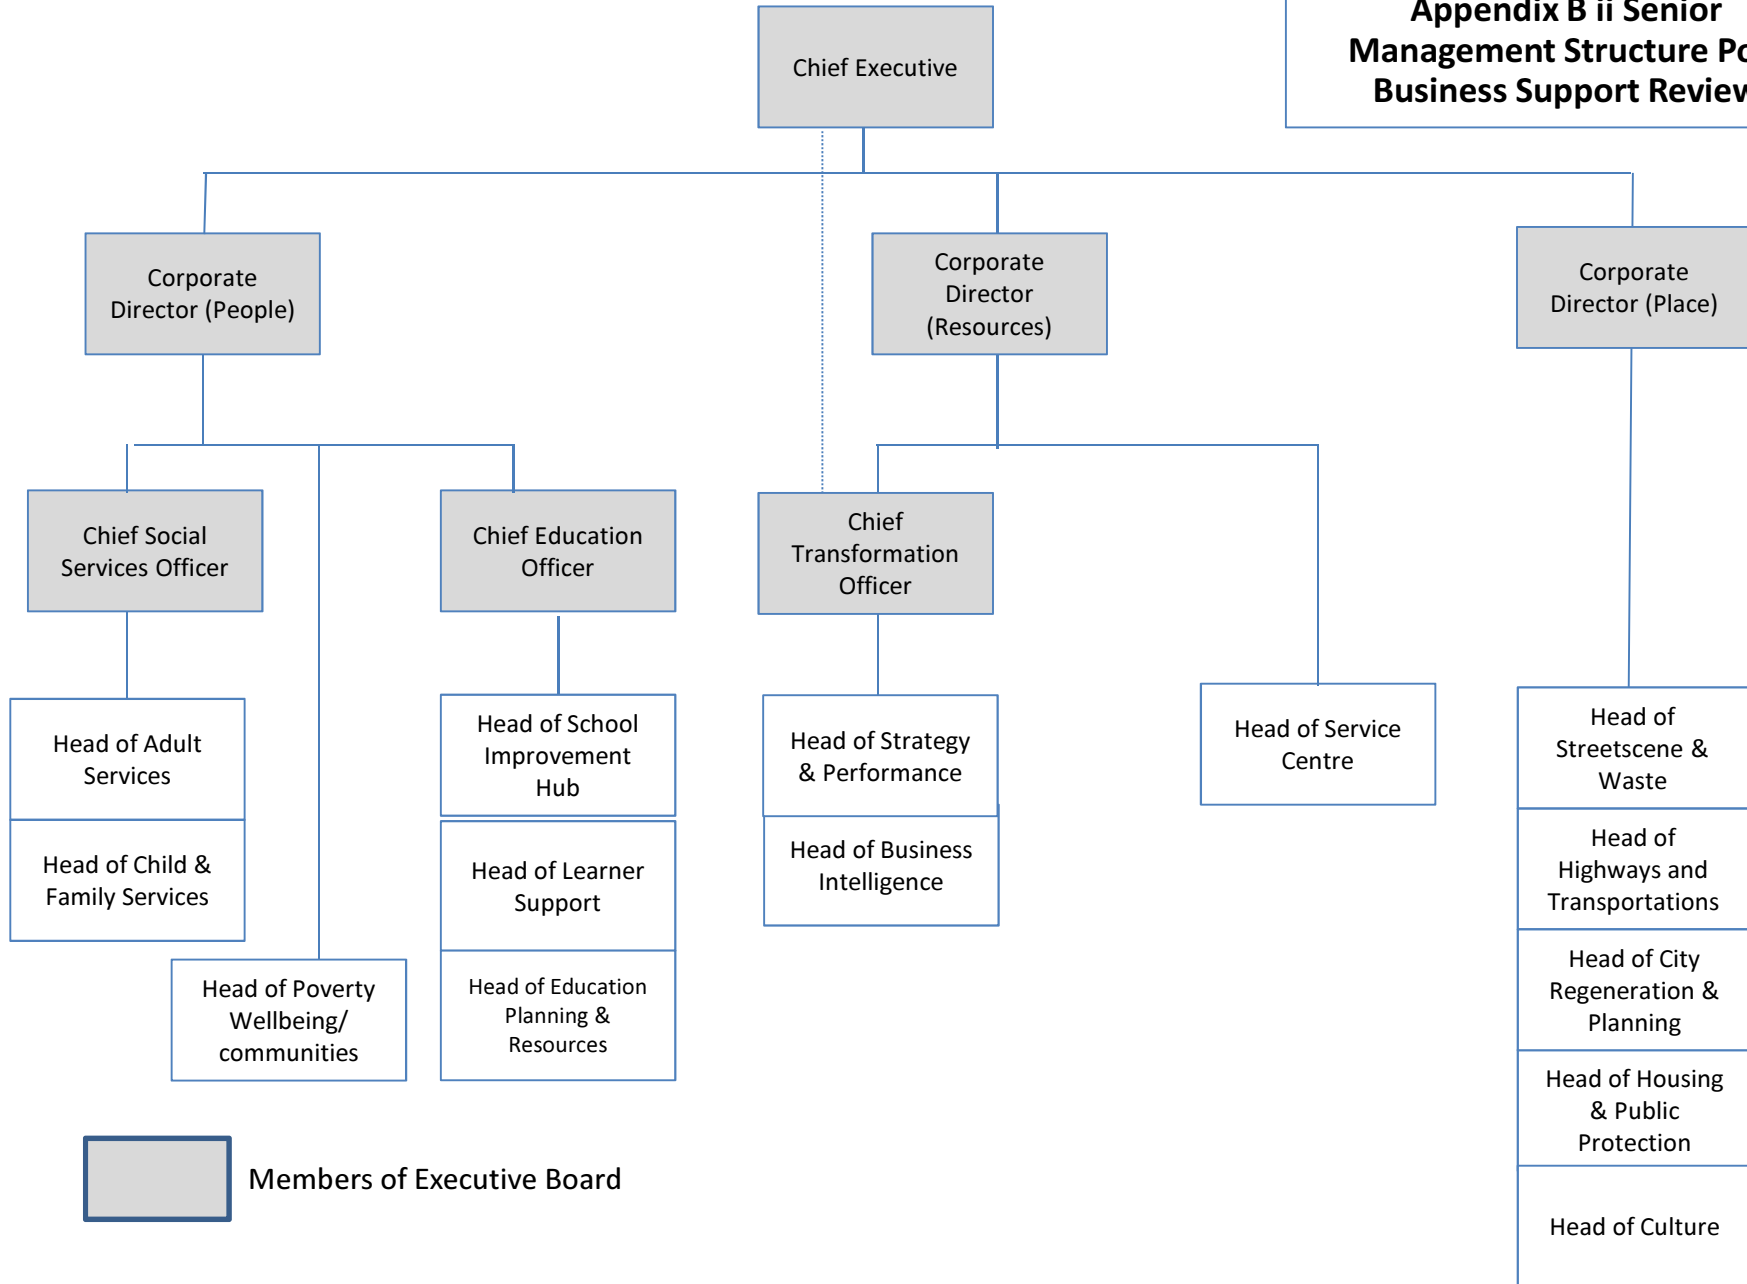 Appendix B ii Senior
Management Structure
Business Support
Chief Executive
Corporate
Director (People)
Corporate
Director
(Resources)
Corporate
Director (Place)
Chief Social
Services Officer
Chief Education
Officer
Chief
Transformation
Officer
Head of Adult
Services
Head of Child &
Family Services
Head of Poverty
Wellbeing/
communities
Head of School
Improvement
Hub
Head of Learner
Support
Head of Education
Planning &
Resources
Head of Strategy
& Performance
Head of Business
Intelligence
Head of Service
Centre
Head of
Streetscene &
Waste
Head of
Highways and
Transportations
Head of City
Regeneration &
Planning
Head of Housing
& Public
Protection
Head of Culture
Members of Executive Board